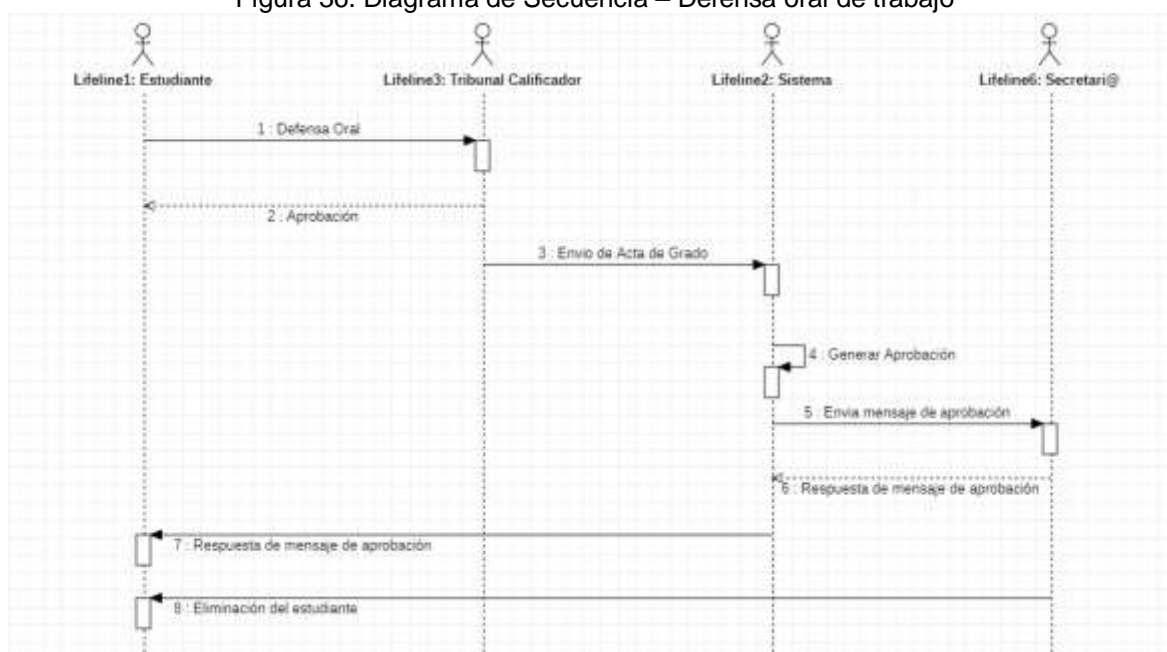 Figura 36. Diagrama de Secuencia – Defensa oral de trabajo
Lifeline1: Estudiante
Lifeline3: Tribunal Calificador
Lifeline2: Sistema
Lifeline6: Secretari@
1 : Defensa Oral
2 : Aprobación
3 : Envio de Acta de Grado
4 : Generar Aprobación
5 : Envia mensaje de aprobación
6 : Respuesta de mensaje de aprobación
7 : Respuesta de mensaje de aprobación
8 : Eliminación del estudiante